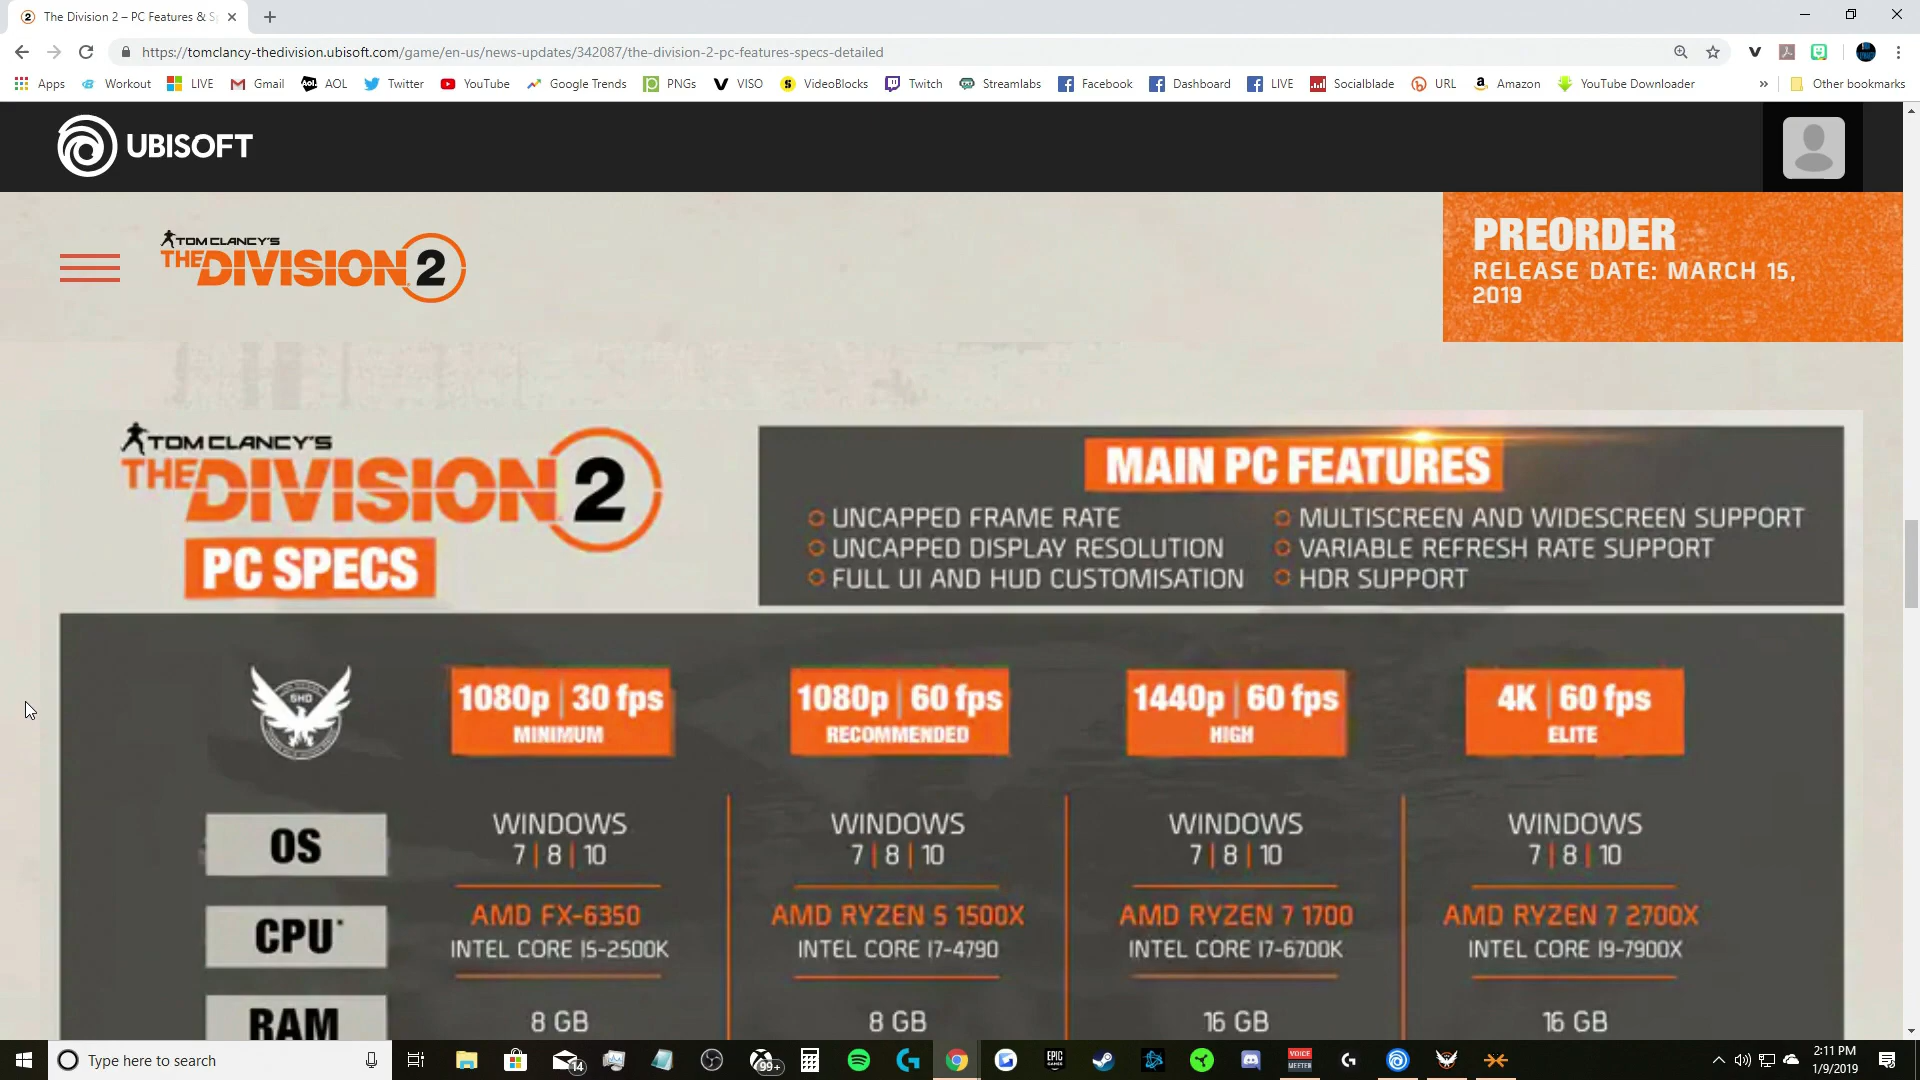 The Division 2 – PC Features & S
https://tomclancy-thedivision.ubisoft.com/game/en-us/news-updates/342087/the-division-2-pc-features-specs-detailed
Apps Workout LIVE Gmail AOL Twitter YouTube Google Trends PNGs VISO VideoBlocks Twitch Streamlabs Facebook Dashboard LIVE Socialblade URL Amazon YouTube Downloader » Other bookmarks
UBISOFT
TOM CLANCY'S
THE DIVISION 2
PREORDER
RELEASE DATE: MARCH 15,
2019
TOM CLANCY'S
THE DIVISION 2
PC SPECS
MAIN PC FEATURES
UNCAPPED FRAME RATE
UNCAPPED DISPLAY RESOLUTION
FULL UI AND HUD CUSTOMISATION
MULTISCREEN AND WIDESCREEN SUPPORT
VARIABLE REFRESH RATE SUPPORT
HDR SUPPORT
SHD
1080p | 30 fps
MINIMUM
1080p | 60 fps
RECOMMENDED
1440p | 60 fps
HIGH
4K | 60 fps
ELITE
OS
WINDOWS
7 | 8 | 10
WINDOWS
7 | 8 | 10
WINDOWS
7 | 8 | 10
WINDOWS
7 | 8 | 10
CPU*
AMD FX-6350
INTEL CORE I5-2500K
AMD RYZEN 5 1500X
INTEL CORE I7-4790
AMD RYZEN 7 1700
INTEL CORE I7-6700K
AMD RYZEN 7 2700X
INTEL CORE I9-7900X
RAM
8 GB
8 GB
16 GB
16 GB
Type here to search
14
99+
EPIC GAMES
VOICE MEETER
2:11 PM
1/9/2019